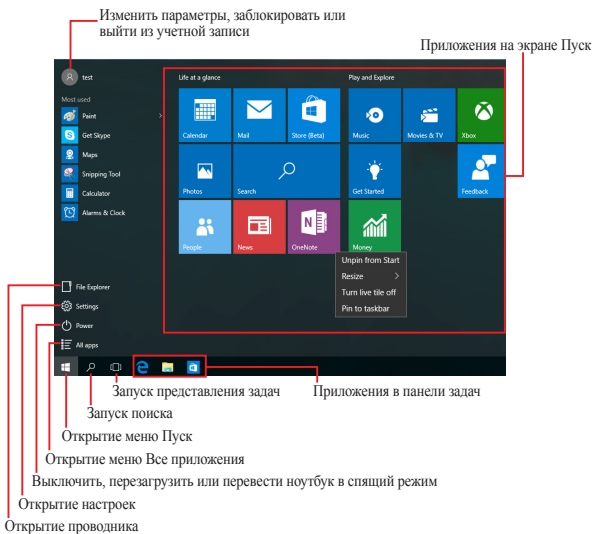 Изменить параметры, заблокировать или
выйти из учетной записи
Приложения на экране Пуск
test
Life at a glance
Play and Explore
Most used
Paint
Get Skype
Maps
Snipping Tool
Calculator
Alarms & Clock
Calendar
Mail
Store (Beta)
Music
Movies & TV
Xbox
Photos
Search
Get Started
Feedback
People
News
OneNote
Money
Unpin from Start
Resize
Turn live tile off
Pin to taskbar
File Explorer
Settings
Power
All apps
Запуск представления задач
Приложения в панели задач
Запуск поиска
Открытие меню Пуск
Открытие меню Все приложения
Выключить, перезагрузить или перевести ноутбук в спящий режим
Открытие настроек
Открытие проводника